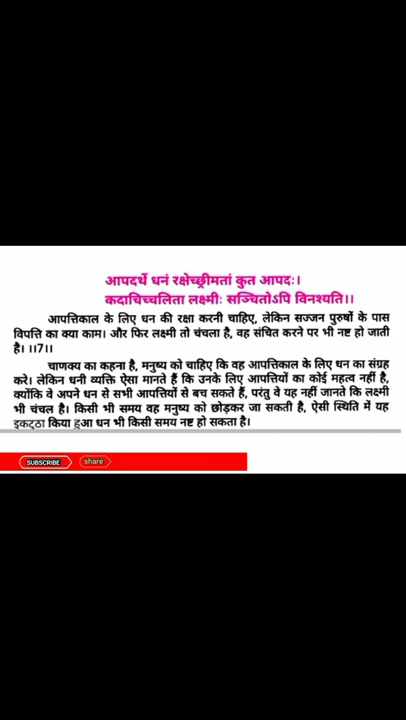 आपदर्थे धनं रक्षेच्छ्रीमतां कुत आपदः।
कदाचिच्चलिता लक्ष्मीः सञ्चितोऽपि विनश्यति।।
आपत्तिकाल के लिए धन की रक्षा करनी चाहिए, लेकिन सज्जन पुरुषों के पास
विपत्ति का क्या काम। और फिर लक्ष्मी तो चंचला है, वह संचित करने पर भी नष्ट हो जाती
है। ।।7।।
चाणक्य का कहना है, मनुष्य को चाहिए कि वह आपत्तिकाल के लिए धन का संग्रह
करे। लेकिन धनी व्यक्ति ऐसा मानते हैं कि उनके लिए आपत्तियों का कोई महत्व नहीं है,
क्योंकि वे अपने धन से सभी आपत्तियों से बच सकते हैं, परंतु वे यह नहीं जानते कि लक्ष्मी
भी चंचल है। किसी भी समय वह मनुष्य को छोड़कर जा सकती है, ऐसी स्थिति में यह
इकट्ठा किया हुआ धन भी किसी समय नष्ट हो सकता है।
SUBSCRIBE
share